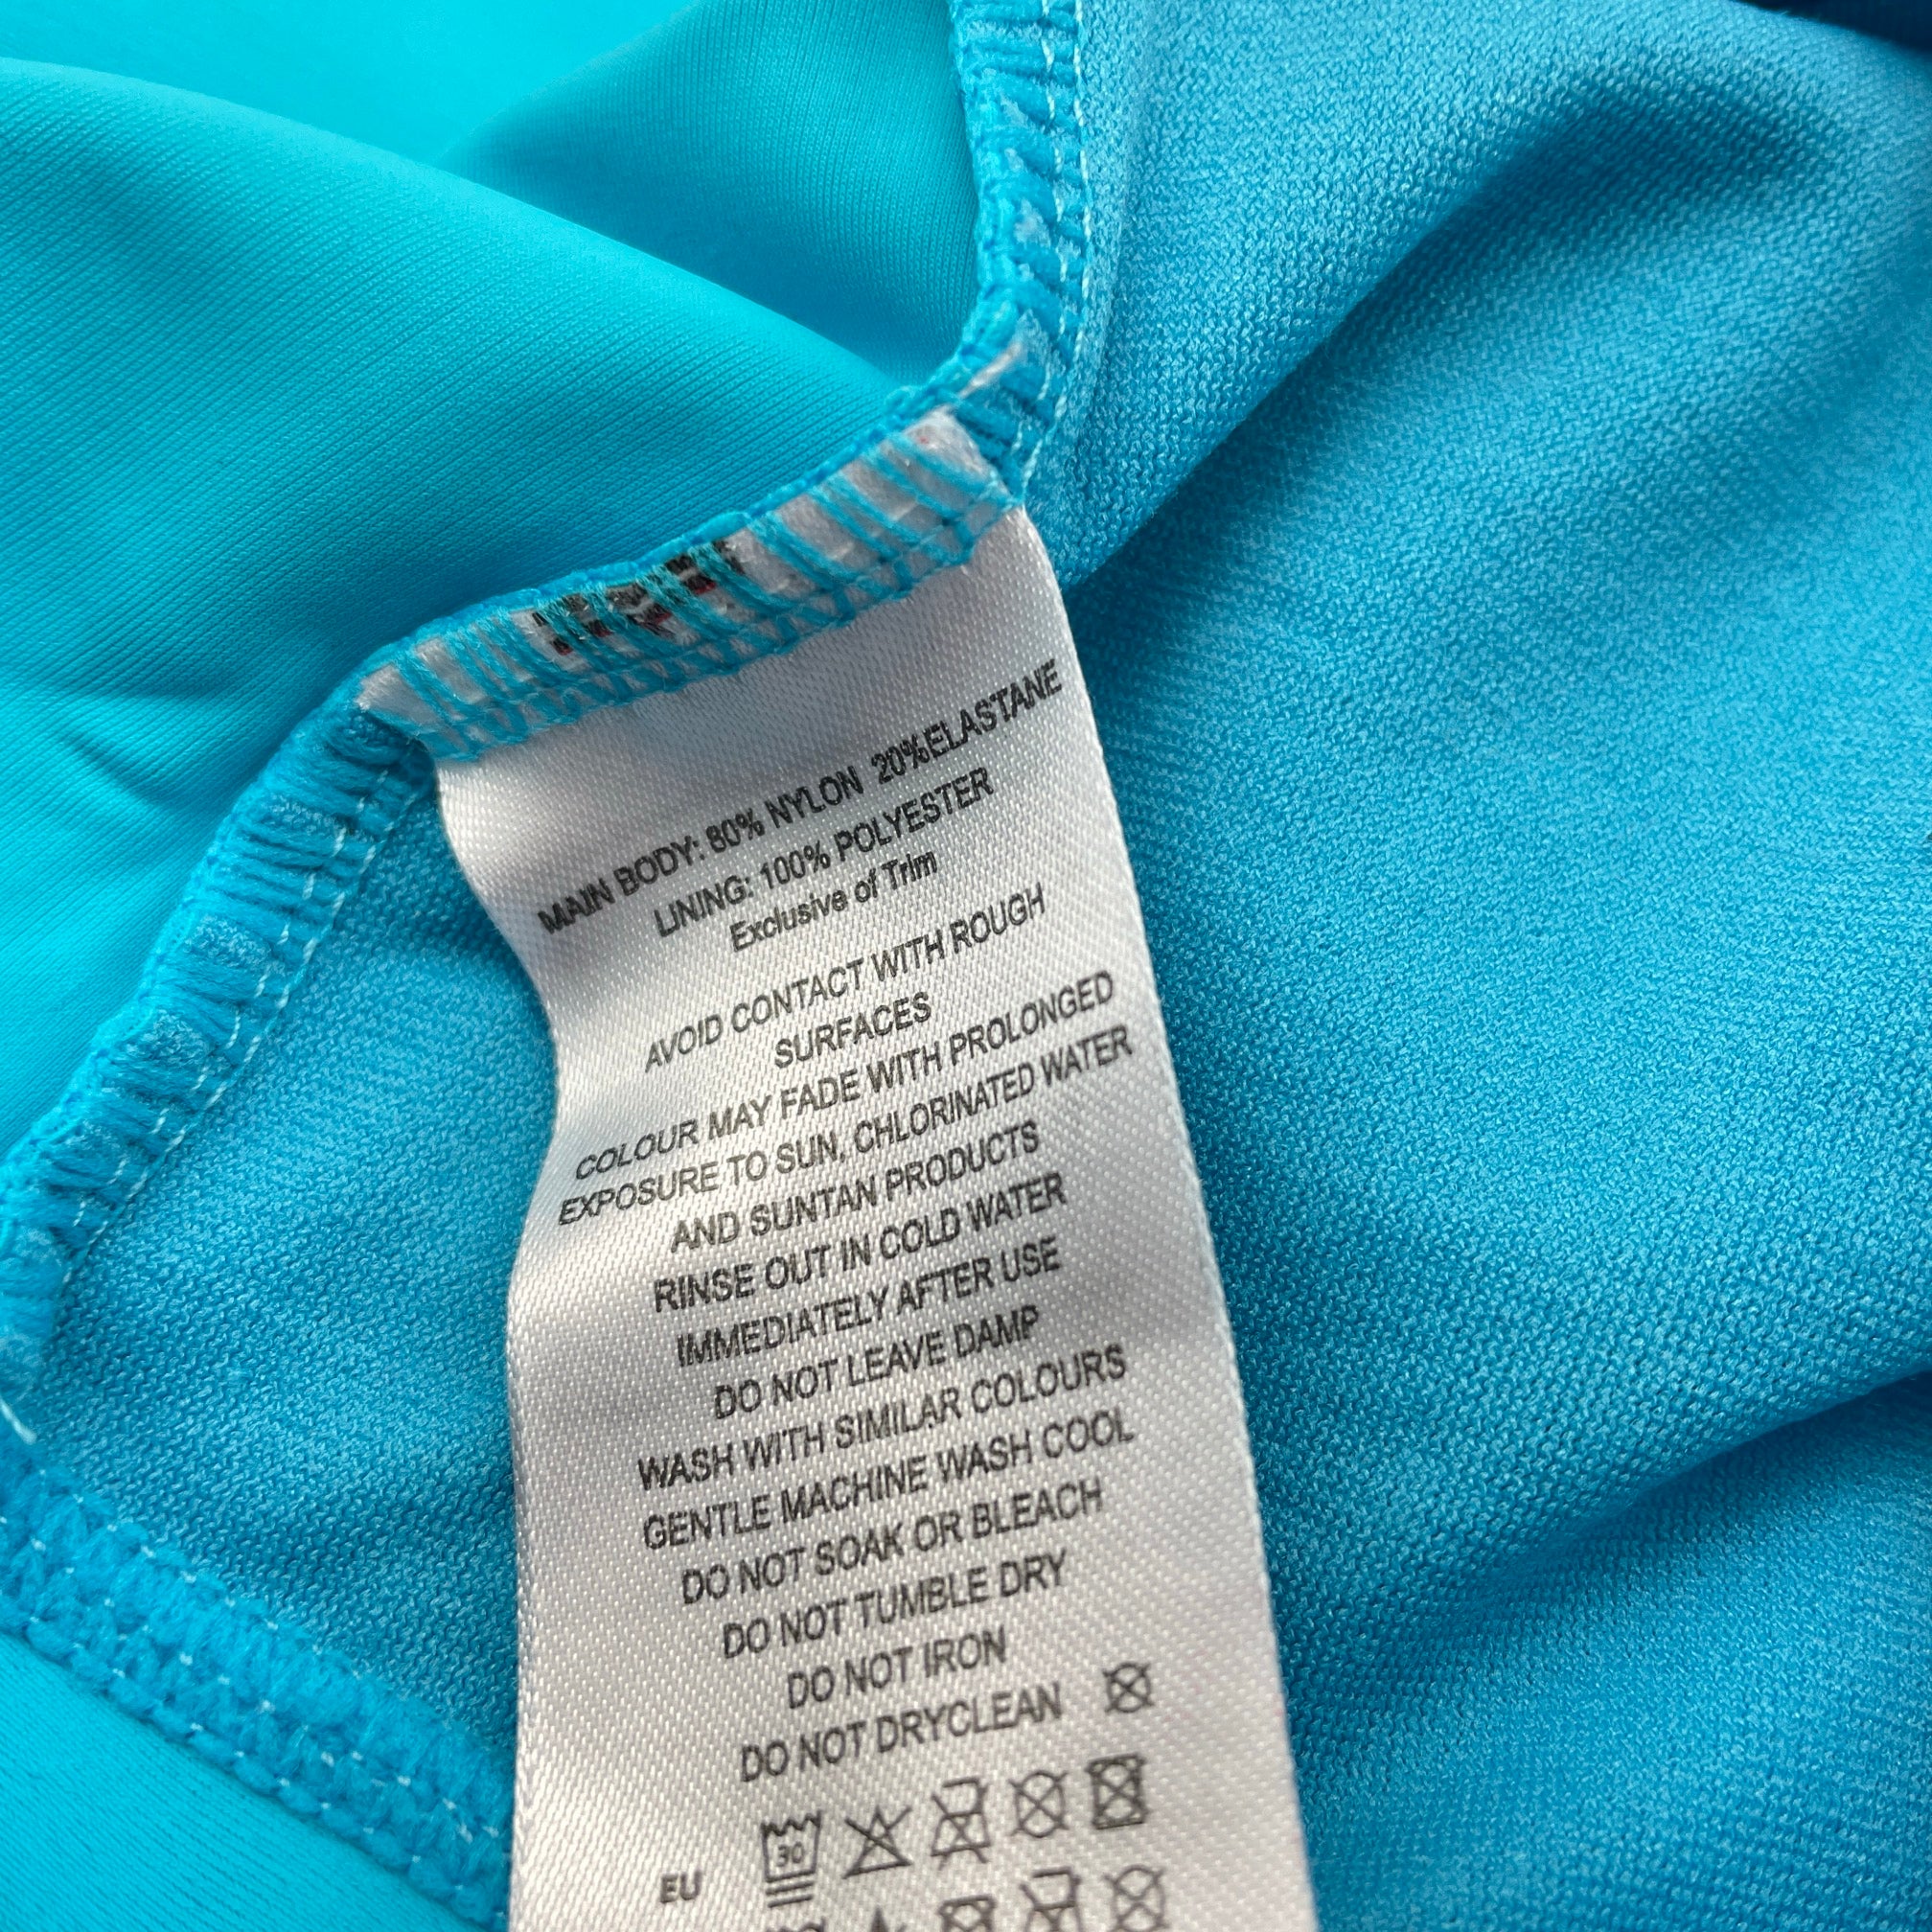 MAIN BODY: 80% NYLON 20%ELASTANE
LINING: 100% POLYESTER
Exclusive of Trim
AVOID CONTACT WITH ROUGH
SURFACES
COLOUR MAY FADE WITH PROLONGED
EXPOSURE TO SUN, CHLORINATED WATER
AND SUNTAN PRODUCTS
RINSE OUT IN COLD WATER
IMMEDIATELY AFTER USE
DO NOT LEAVE DAMP
WASH WITH SIMILAR COLOURS
GENTLE MACHINE WASH COOL
DO NOT SOAK OR BLEACH
DO NOT TUMBLE DRY
DO NOT IRON
DO NOT DRYCLEAN
EU 30